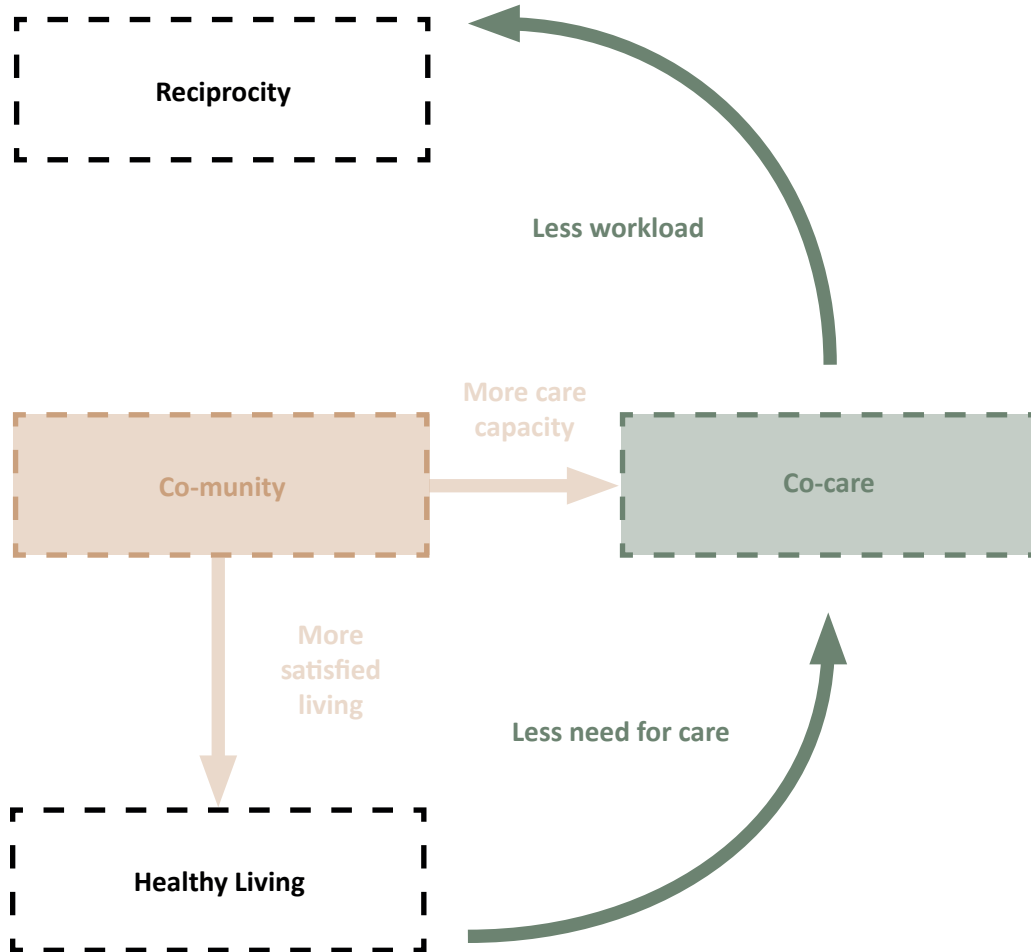 Reciprocity
Less workload
More care
capacity
Co-munity
Co-care
More
satisfied
living
Less need for care
Healthy Living